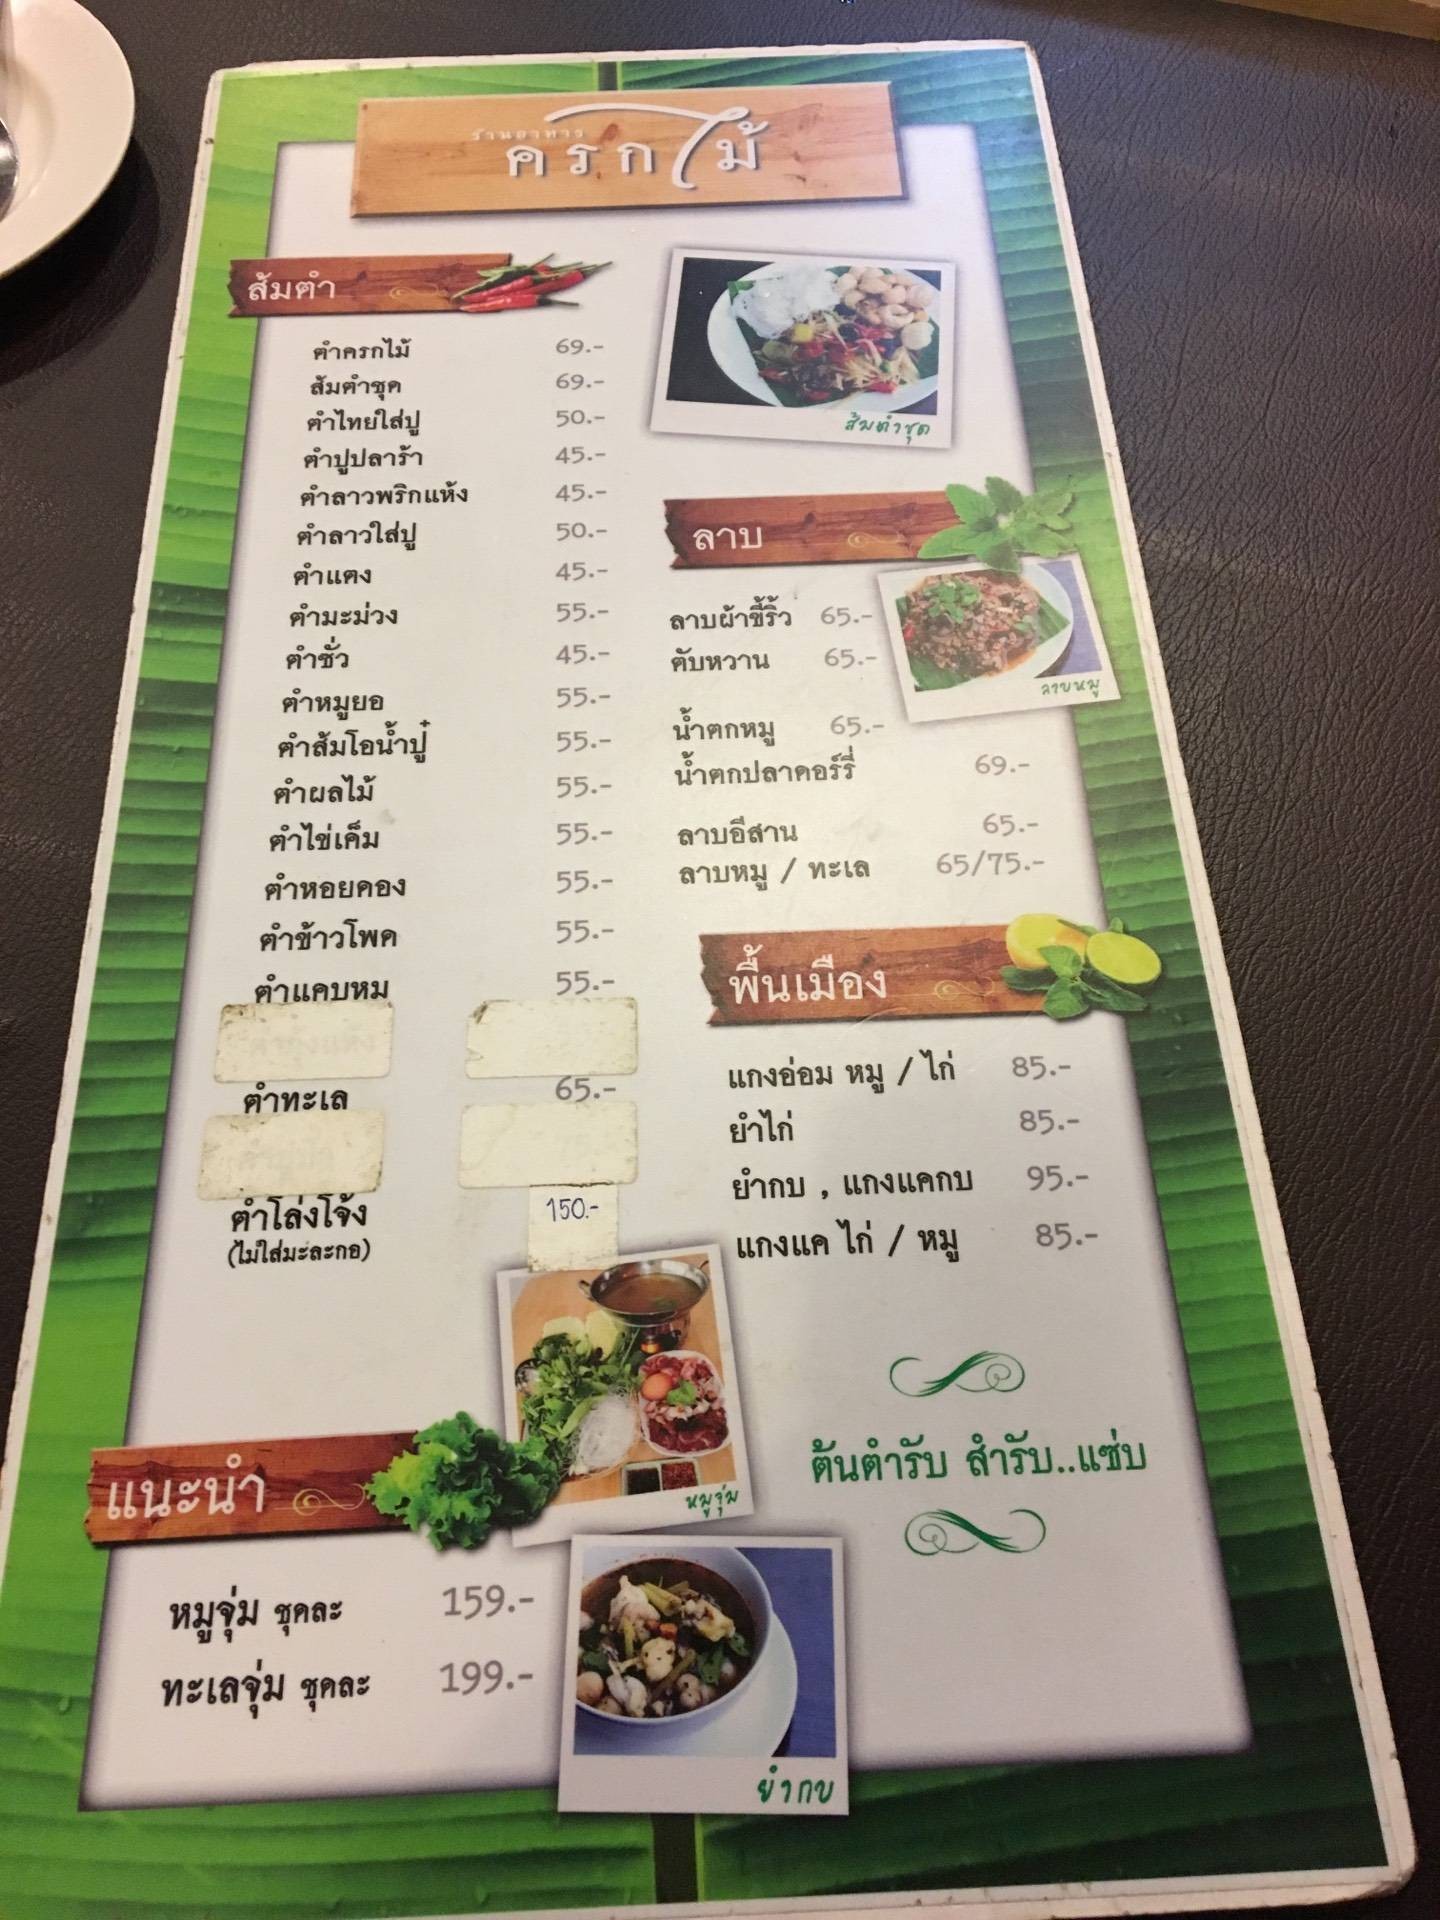 ร้านอาหาร
ครกไม้
ส้มตำ
ตำครกไม้ 69.-
ส้มตำชุด 69.-
ตำไทยใส่ปู 50.-
ตำปูปลาร้า 45.-
ตำลาวพริกแห้ง 45.-
ตำลาวใส่ปู 50.-
ตำแตง 45.-
ตำมะม่วง 55.-
ตำซั่ว 45.-
ตำหมูยอ 55.-
ตำส้มโอน้ำปู๋ 55.-
ตำผลไม้ 55.-
ตำไข่เค็ม 55.-
ตำหอยดอง 55.-
ตำข้าวโพด 55.-
ตำแคบหม 55.-
ตำทะเล 65.-
ตำโล่งโจ้ง 150.-
(ไม่ใส่มะละกอ)
ส้มตำชุด
ลาบ
ลาบผ้าขี้ริ้ว 65.-
ตับหวาน 65.-
น้ำตกหมู 65.-
น้ำตกปลาดอร์รี่ 69.-
ลาบอีสาน 65.-
ลาบหมู / ทะเล 65/75.-
ลาบหมู
พื้นเมือง
แกงอ่อม หมู / ไก่ 85.-
ยำไก่ 85.-
ยำกบ , แกงแคกบ 95.-
แกงแค ไก่ / หมู 85.-
ต้นตำรับ สำรับ..แซ่บ
แนะนำ
หมูจุ่ม ชุดละ 159.-
ทะเลจุ่ม ชุดละ 199.-
หมูจุ่ม
ยำกบ